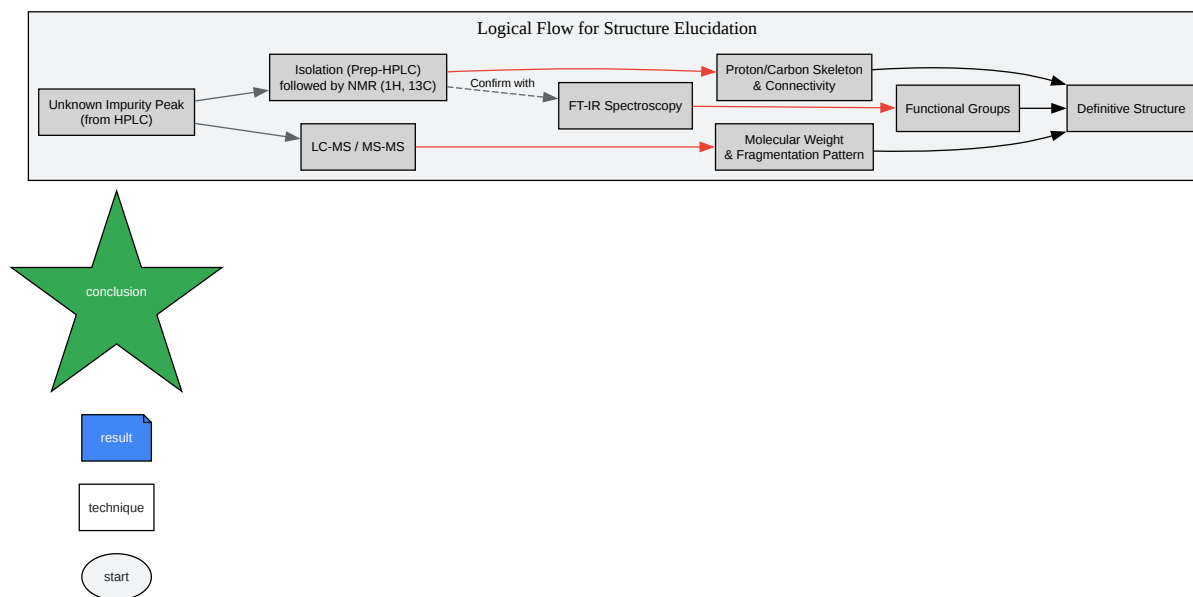 Logical Flow for Structure Elucidation
Unknown Impurity Peak
(from HPLC)
Isolation (Prep-HPLC)
followed by NMR (1H, 13C)
LC-MS / MS-MS
Confirm with
FT-IR Spectroscopy
Proton/Carbon Skeleton
& Connectivity
Molecular Weight
& Fragmentation Pattern
Functional Groups
Definitive Structure
conclusion
result
technique
start